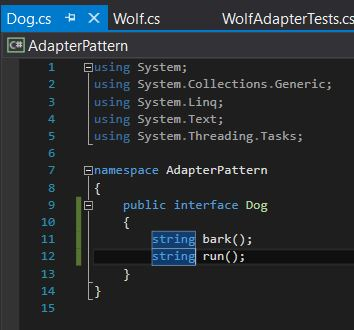 Dog.cs Wolf.cs WolfAdapterTests.cs
C# AdapterPattern
1 using System;
2 using System.Collections.Generic;
3 using System.Linq;
4 using System.Text;
5 using System.Threading.Tasks;
6
7 namespace AdapterPattern
8 {
9 public interface Dog
10 {
11 string bark();
12 string run();
13 }
14 }
15